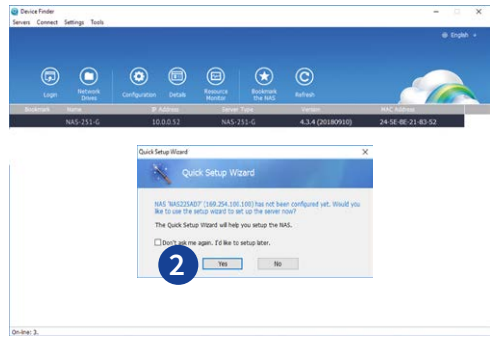 Device Finder
Servers Connect Settings Tools
English
Login Network Drives Configuration Details Resource Monitor Bookmark the NAS Refresh
Bookmark Name IP Address Server Type Version MAC Address
NAS-251-G 10.0.0.52 NAS-251-G 4.3.4 (20180910) 24-5E-BE-21-83-52
Quick Setup Wizard
Quick Setup Wizard
NAS 'NAS225AD7' (169.254.100.100) has not been configured yet. Would you
like to use the setup wizard to set up the server now?
The Quick Setup Wizard will help you setup the NAS.
Don't ask me again. I'd like to setup later.
2
Yes No
On-line: 3.